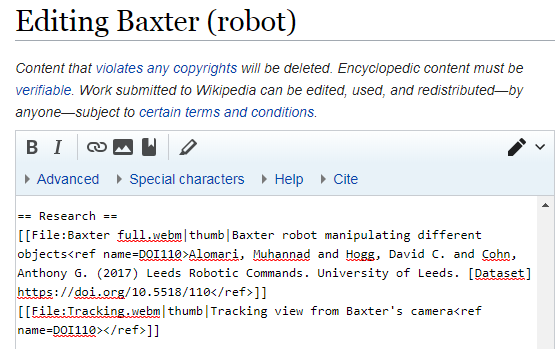 Editing Baxter (robot)
Content that violates any copyrights will be deleted. Encyclopedic content must be
verifiable. Work submitted to Wikipedia can be edited, used, and redistributed—by
anyone—subject to certain terms and conditions.
B I
Advanced Special characters Help Cite
== Research ==
[[File:Baxter full.webm|thumb|Baxter robot manipulating different
objects<ref name=DOI110>Alomari, Muhannad and Hogg, David C. and Cohn,
Anthony G. (2017) Leeds Robotic Commands. University of Leeds. [Dataset]
https://doi.org/10.5518/110</ref>]]
[[File:Tracking.webm|thumb|Tracking view from Baxter's camera<ref
name=DOI110></ref>]]